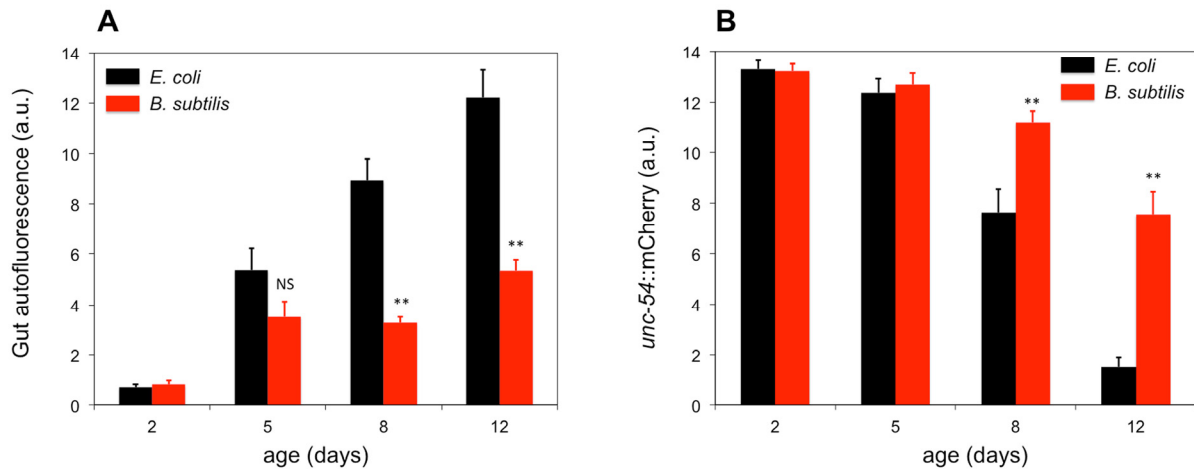 A
Gut autofluorescence (a.u.)
14
12
10
8
6
4
2
0
E. coli
B. subtilis
NS
**
**
2 5 8 12
age (days)
B
unc-54::mCherry (a.u.)
14
12
10
8
6
4
2
0
E. coli
B. subtilis
**
**
2 5 8 12
age (days)